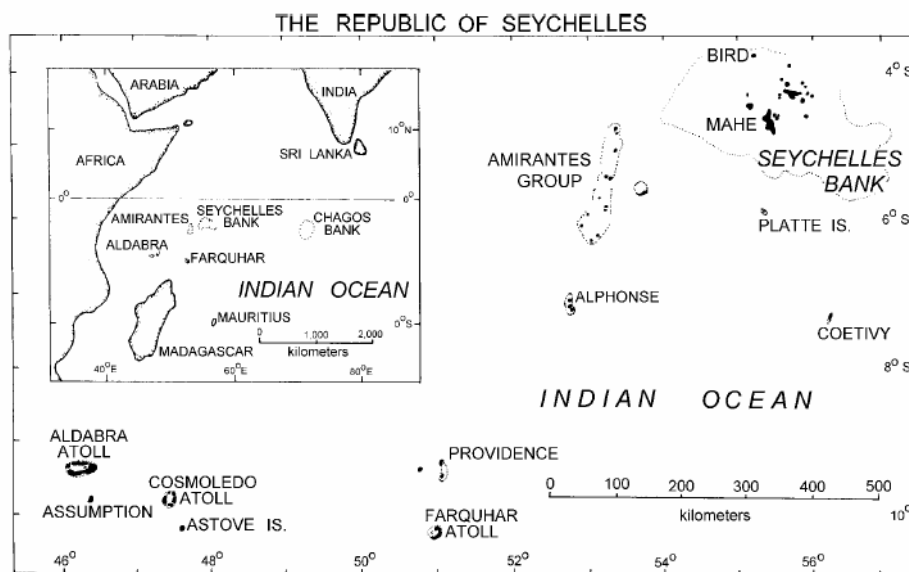 THE REPUBLIC OF SEYCHELLES
ARABIA
INDIA
AFRICA
SRI LANKA
10°N
0°
0°
AMIRANTES
SEYCHELLES
BANK
CHAGOS
BANK
ALDABRA
FARQUHAR
INDIAN OCEAN
MAURITIUS
0°S
MADAGASCAR
0 1,000 2,000
kilometers
40°E
60°E
80°E
BIRD
4° S
MAHE
SEYCHELLES
BANK
AMIRANTES
GROUP
6° S
PLATTE IS.
ALPHONSE
COETIVY
8° S
INDIAN OCEAN
ALDABRA
ATOLL
COSMOLEDO
ATOLL
ASSUMPTION
ASTOVE IS.
PROVIDENCE
FARQUHAR
ATOLL
0 100 200 300 400 500
kilometers
10°
46° 48° 50° 52° 54° 56°